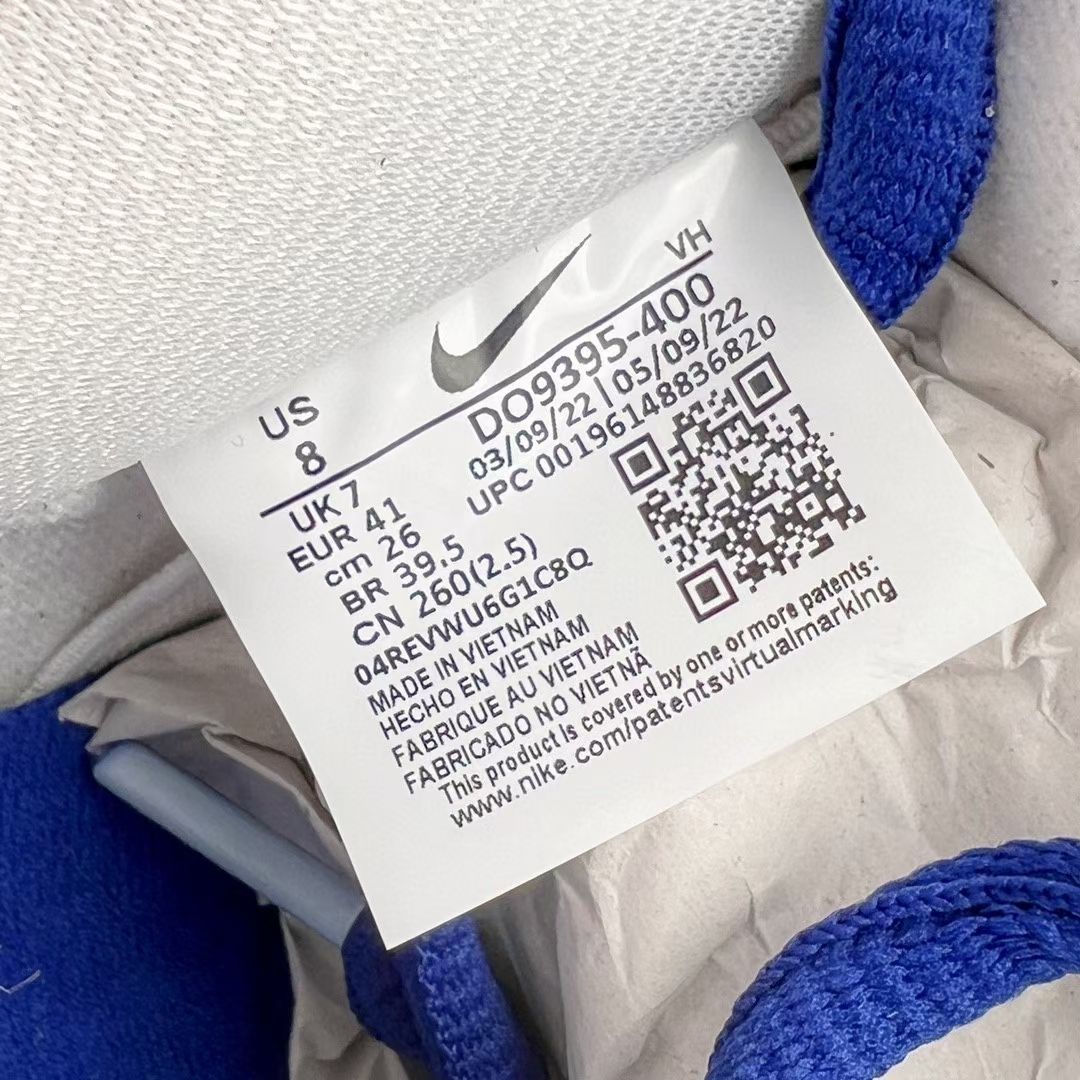 VH
US
8
DO9395-400
03/09/22 | 05/09/22
UPC 00196148836820
UK 7
EUR 41
cm 26
BR 39,5
CN 260(2.5)
04REVWU6G1C8Q
MADE IN VIETNAM
HECHO EN VIETNAM
FABRIQUE AU VIETNAM
FABRICADO NO VIETNÃ
This product is covered by one or more patents:
www.nike.com/patentsvirtualmarking